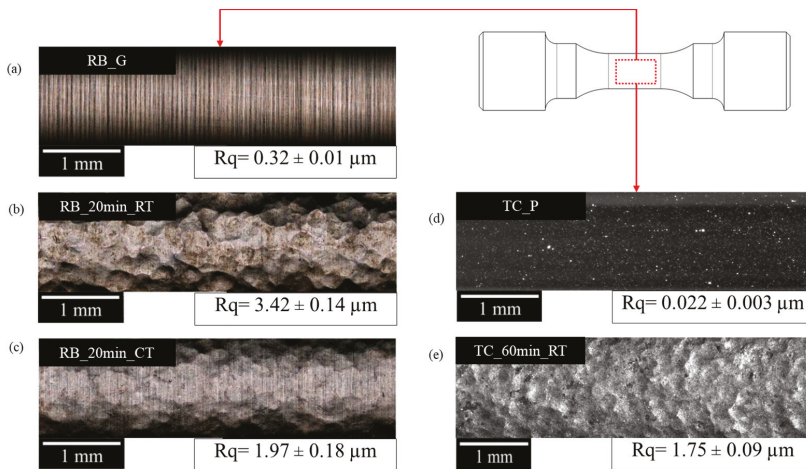 (a)
RB_G
1 mm
Rq= 0.32 ± 0.01 µm
(b)
RB_20min_RT
1 mm
Rq= 3.42 ± 0.14 µm
(c)
RB_20min_CT
1 mm
Rq= 1.97 ± 0.18 µm
(d)
TC_P
1 mm
Rq= 0.022 ± 0.003 µm
(e)
TC_60min_RT
1 mm
Rq= 1.75 ± 0.09 µm